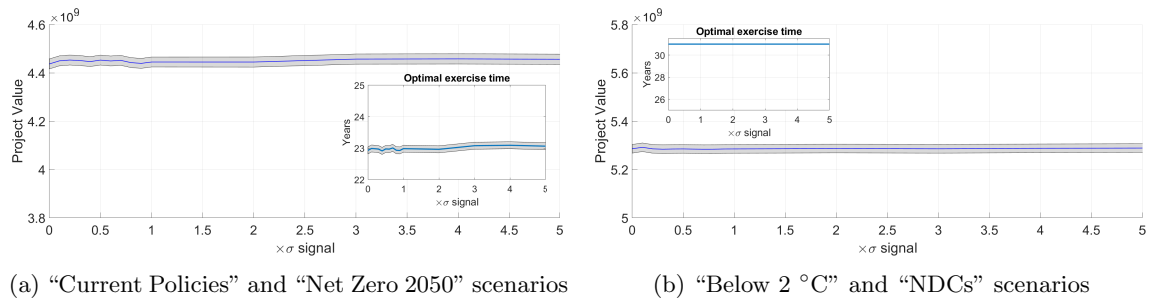 ×10⁹
4.6
4.4
4.2
4
3.8
Project Value
0 0.5 1 1.5 2 2.5 3 3.5 4 4.5 5
×σ signal
Optimal exercise time
25
24
23
22
Years
0 1 2 3 4 5
×σ signal
(a) “Current Policies” and “Net Zero 2050” scenarios
×10⁹
5.8
5.6
5.4
5.2
5
Project Value
0 0.5 1 1.5 2 2.5 3 3.5 4 4.5 5
×σ signal
Optimal exercise time
30
28
26
Years
0 1 2 3 4 5
×σ signal
(b) “Below 2 °C” and “NDCs” scenarios